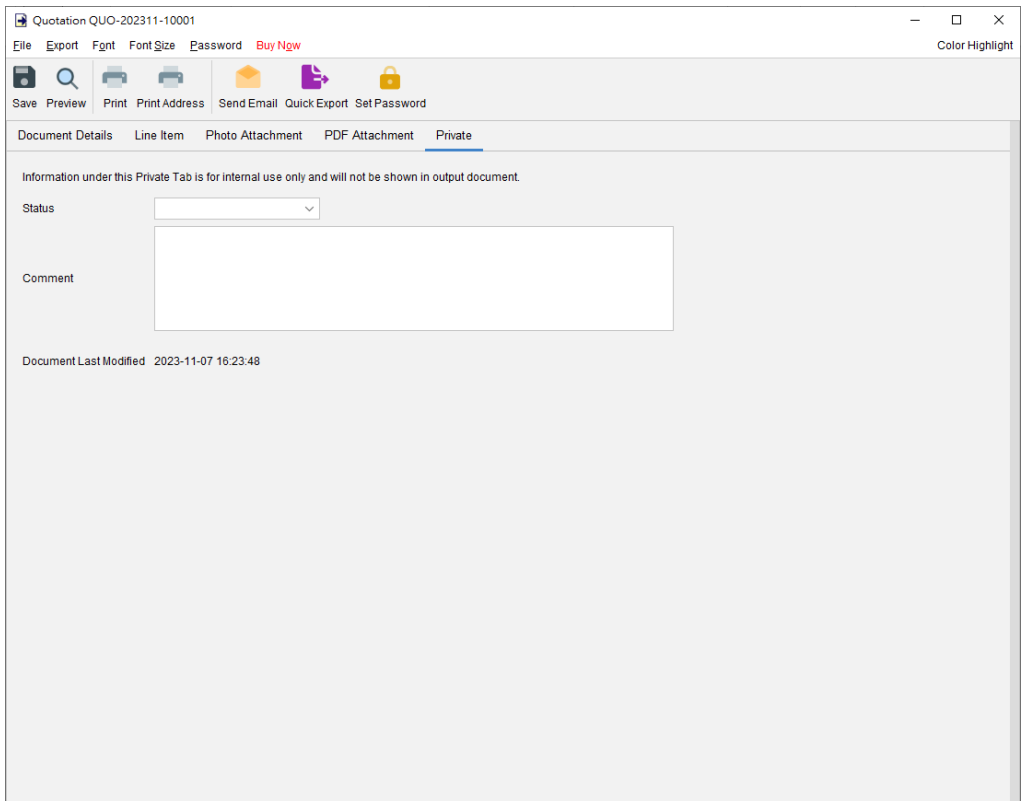 Quotation QUO-202311-10001
File Export Font Font Size Password Buy Now Color Highlight
Save Preview Print Print Address Send Email Quick Export Set Password
Document Details Line Item Photo Attachment PDF Attachment Private
Information under this Private Tab is for internal use only and will not be shown in output document.
Status
Comment
Document Last Modified 2023-11-07 16:23:48